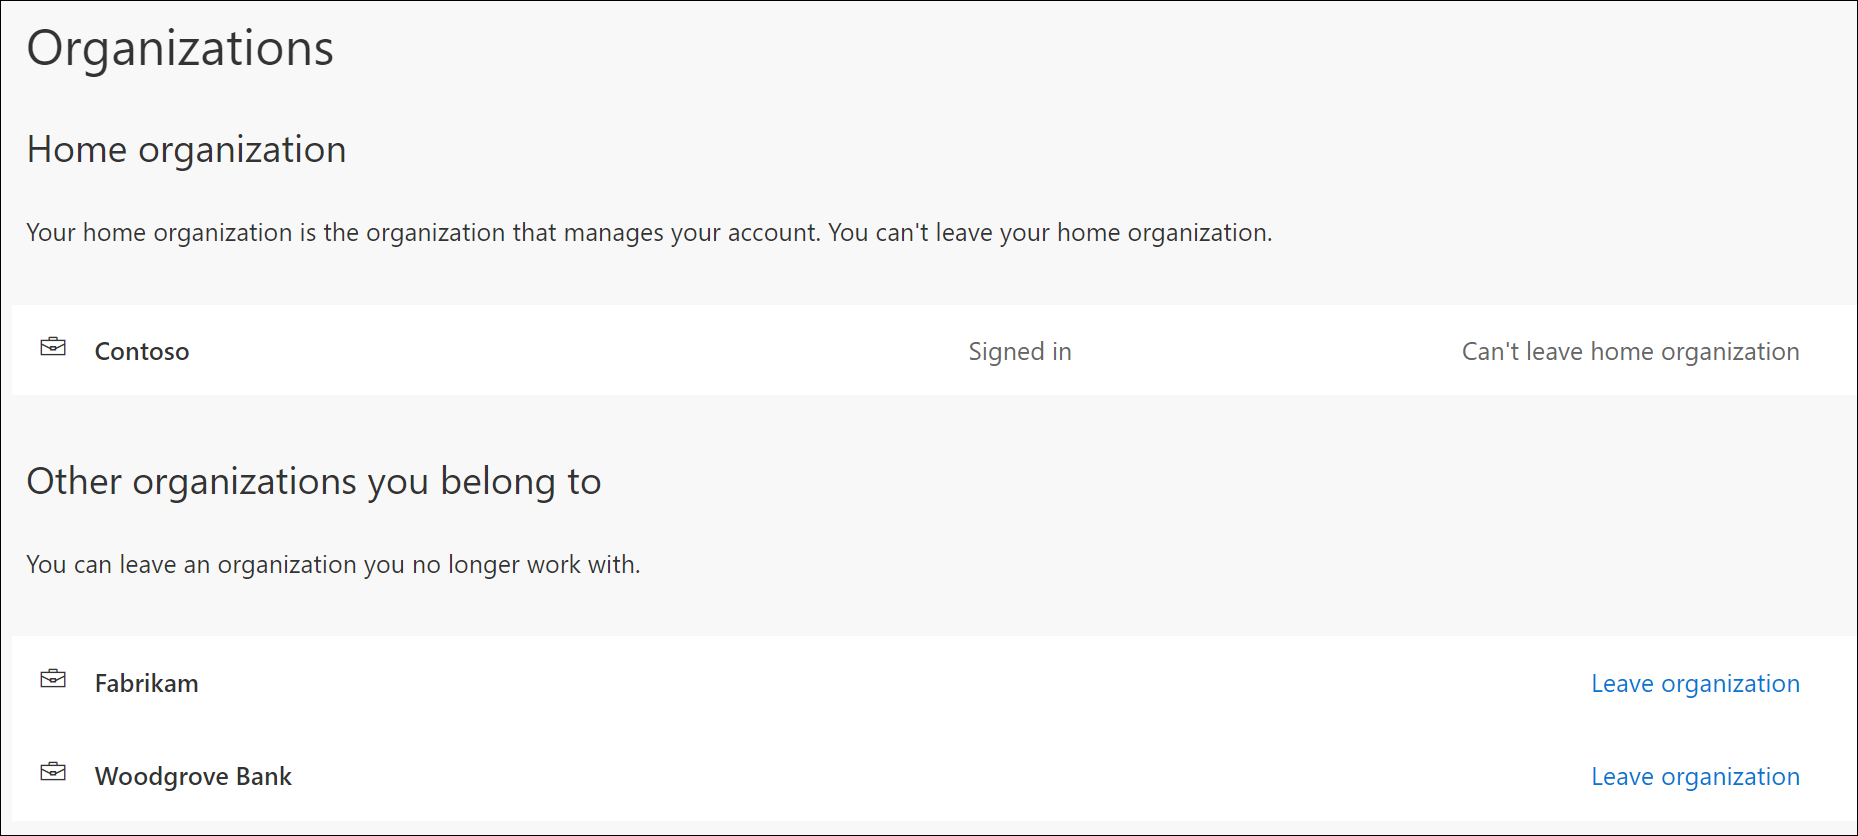 Organizations
Home organization
Your home organization is the organization that manages your account. You can't leave your home organization.
Contoso Signed in Can't leave home organization
Other organizations you belong to
You can leave an organization you no longer work with.
Fabrikam Leave organization
Woodgrove Bank Leave organization